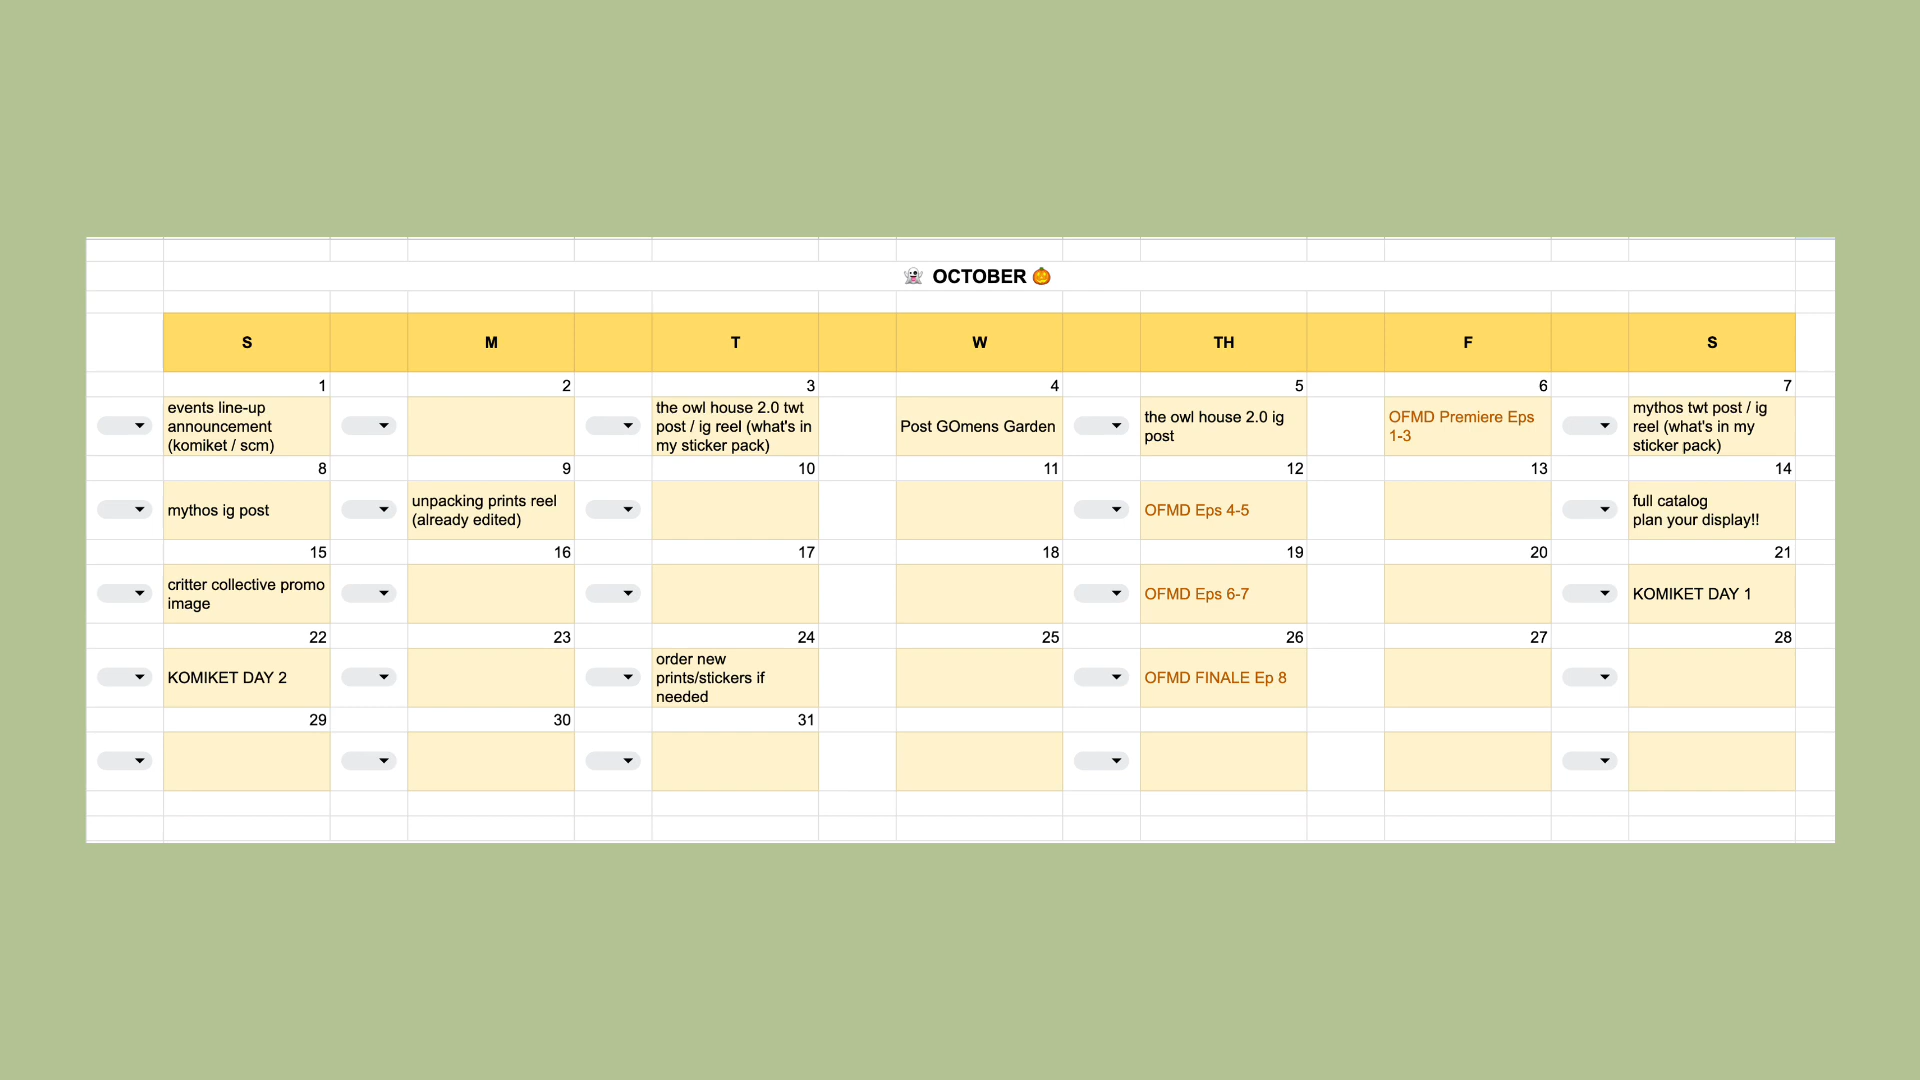 👻 OCTOBER 🎃
S M T W TH F S
1 2 3 4 5 6 7
events line-up
announcement
(komiket / scm)
the owl house 2.0 twt
post / ig reel (what's in
my sticker pack)
Post GOmens Garden
the owl house 2.0 ig
post
OFMD Premiere Eps
1-3
mythos twt post / ig
reel (what's in my
sticker pack)
8 9 10 11 12 13 14
mythos ig post
unpacking prints reel
(already edited)
OFMD Eps 4-5
full catalog
plan your display!!
15 16 17 18 19 20 21
critter collective promo
image
OFMD Eps 6-7
KOMIKET DAY 1
22 23 24 25 26 27 28
KOMIKET DAY 2
order new
prints/stickers if
needed
OFMD FINALE Ep 8
29 30 31